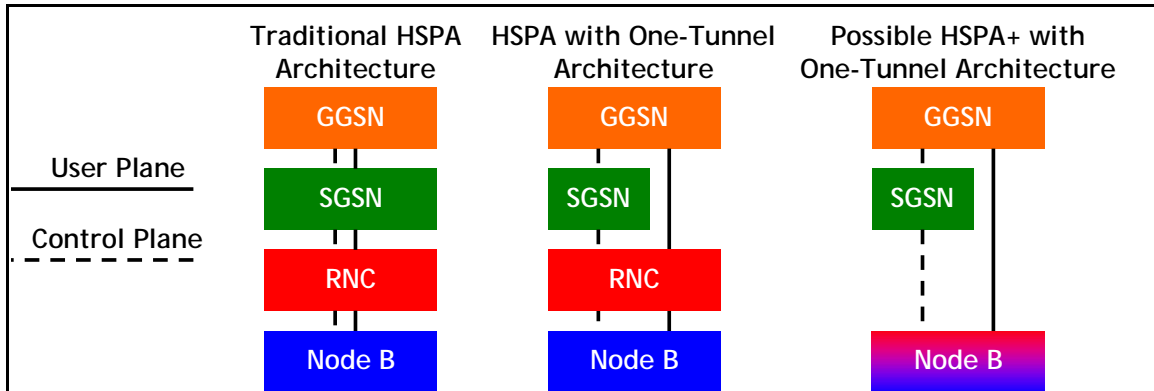 Traditional HSPA
Architecture
HSPA with One-Tunnel
Architecture
Possible HSPA+ with
One-Tunnel Architecture
GGSN
GGSN
GGSN
User Plane
SGSN
SGSN
SGSN
Control Plane
RNC
RNC
Node B
Node B
Node B